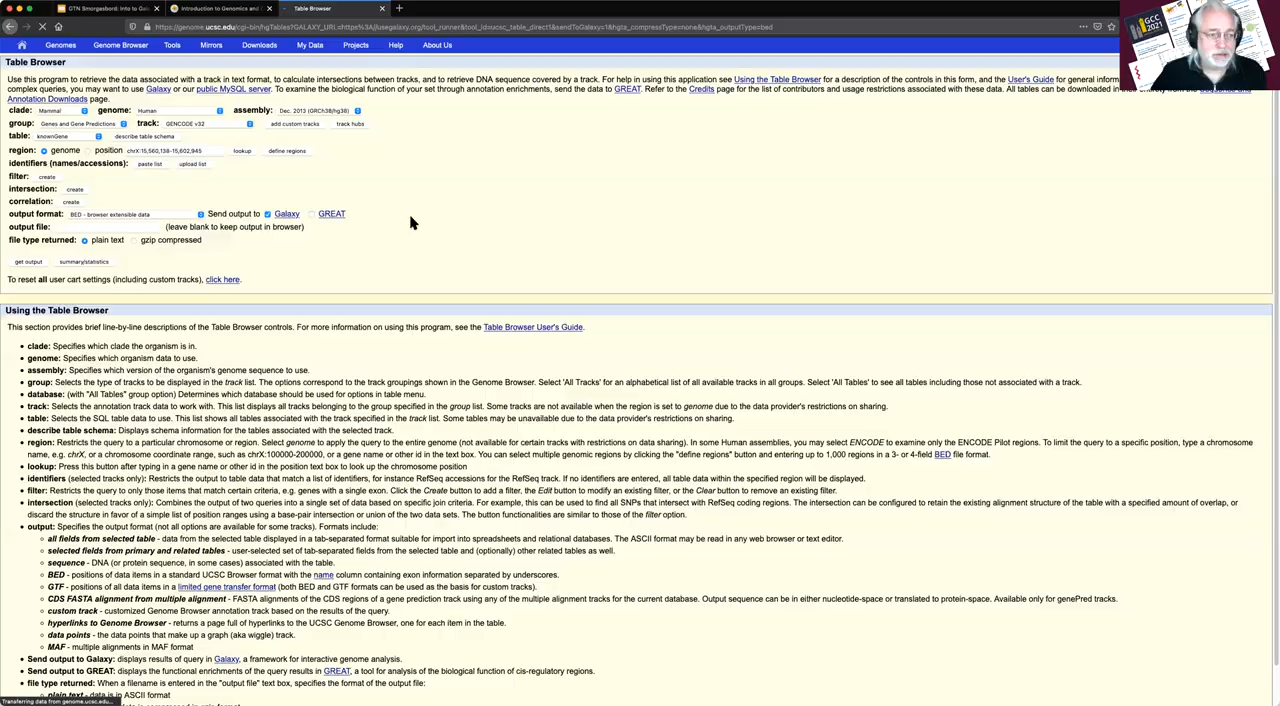 GTN Smorgasbord: Into to Gala
Introduction to Genomics and
Table Browser
https://genome.ucsc.edu/cgi-bin/hgTables?GALAXY_URL=https%3A//usegalaxy.org/tool_runner&tool_id=ucsc_table_direct1&sendToGalaxy=1&hgta_compressType=none&hgta_outputType=bed
GCC
2021
Genomes Genome Browser Tools Mirrors Downloads My Data Projects Help About Us
Table Browser
Use this program to retrieve the data associated with a track in text format, to calculate intersections between tracks, and to retrieve DNA sequence covered by a track. For help in using this application see Using the Table Browser for a description of the controls in this form, and the User's Guide for general inform
complex queries, you may want to use Galaxy or our public MySQL server. To examine the biological function of your set through annotation enrichments, send the data to GREAT. Refer to the Credits page for the list of contributors and usage restrictions associated with these data. All tables can be downloaded in
Annotation Downloads page.
clade: Mammal genome: Human assembly: Dec. 2013 (GRCh38/hg38)
group: Genes and Gene Predictions track: GENCODE v32 add custom tracks track hubs
table: knownGene describe table schema
region: genome position chrX:15,560,138-15,602,945 lookup define regions
identifiers (names/accessions): paste list upload list
filter: create
intersection: create
correlation: create
output format: BED - browser extensible data Send output to Galaxy GREAT
output file: (leave blank to keep output in browser)
file type returned: plain text gzip compressed
get output summary/statistics
To reset all user cart settings (including custom tracks), click here.
Using the Table Browser
This section provides brief line-by-line descriptions of the Table Browser controls. For more information on using this program, see the Table Browser User's Guide.
• clade: Specifies which clade the organism is in.
• genome: Specifies which organism data to use.
• assembly: Specifies which version of the organism's genome sequence to use.
• group: Selects the type of tracks to be displayed in the track list. The options correspond to the track groupings shown in the Genome Browser. Select 'All Tracks' for an alphabetical list of all available tracks in all groups. Select 'All Tables' to see all tables including those not associated with a track.
• database: (with "All Tables" group option) Determines which database should be used for options in table menu.
• track: Selects the annotation track data to work with. This list displays all tracks belonging to the group specified in the group list. Some tracks are not available when the region is set to genome due to the data provider's restrictions on sharing.
• table: Selects the SQL table data to use. This list shows all tables associated with the track specified in the track list. Some tables may be unavailable due to the data provider's restrictions on sharing.
• describe table schema: Displays schema information for the tables associated with the selected track.
• region: Restricts the query to a particular chromosome or region. Select genome to apply the query to the entire genome (not available for certain tracks with restrictions on data sharing). In some Human assemblies, you may select ENCODE to examine only the ENCODE Pilot regions. To limit the query to a specific position, type a chromosome
name, e.g. chrX, or a chromosome coordinate range, such as chrX:100000-200000, or a gene name or other id in the text box. You can select multiple genomic regions by clicking the "define regions" button and entering up to 1,000 regions in a 3- or 4-field BED file format.
• lookup: Press this button after typing in a gene name or other id in the position text box to look up the chromosome position
• identifiers (selected tracks only): Restricts the output to table data that match a list of identifiers, for instance RefSeq accessions for the RefSeq track. If no identifiers are entered, all table data within the specified region will be displayed.
• filter: Restricts the query to only those items that match certain criteria, e.g. genes with a single exon. Click the Create button to add a filter, the Edit button to modify an existing filter, or the Clear button to remove an existing filter.
• intersection (selected tracks only): Combines the output of two queries into a single set of data based on specific join criteria. For example, this can be used to find all SNPs that intersect with RefSeq coding regions. The intersection can be configured to retain the existing alignment structure of the table with a specified amount of overlap, or
discard the structure in favor of a simple list of position ranges using a base-pair intersection or union of the two data sets. The button functionalities are similar to those of the filter option.
• output: Specifies the output format (not all options are available for some tracks). Formats include:
all fields from selected table - data from the selected table displayed in a tab-separated format suitable for import into spreadsheets and relational databases. The ASCII format may be read in any web browser or text editor.
selected fields from primary and related tables - user-selected set of tab-separated fields from the selected table and (optionally) other related tables as well.
sequence - DNA (or protein sequence, in some cases) associated with the table.
BED - positions of data items in a standard UCSC Browser format with the name column containing exon information separated by underscores.
GTF - positions of all data items in a limited gene transfer format (both BED and GTF formats can be used as the basis for custom tracks).
CDS FASTA alignment from multiple alignment - FASTA alignments of the CDS regions of a gene prediction track using any of the multiple alignment tracks for the current database. Output sequence can be in either nucleotide-space or translated to protein-space. Available only for genePred tracks.
custom track - customized Genome Browser annotation track based on the results of the query.
hyperlinks to Genome Browser - returns a page full of hyperlinks to the UCSC Genome Browser, one for each item in the table.
data points - the data points that make up a graph (aka wiggle) track.
MAF - multiple alignments in MAF format
• Send output to Galaxy: displays results of query in Galaxy, a framework for interactive genome analysis.
• Send output to GREAT: displays the functional enrichments of the query results in GREAT, a tool for analysis of the biological function of cis-regulatory regions.
• file type returned: When a filename is entered in the "output file" text box, specifies the format of the output file:
plain text - data is in ASCII format
Transferring data from genome.ucsc.edu...